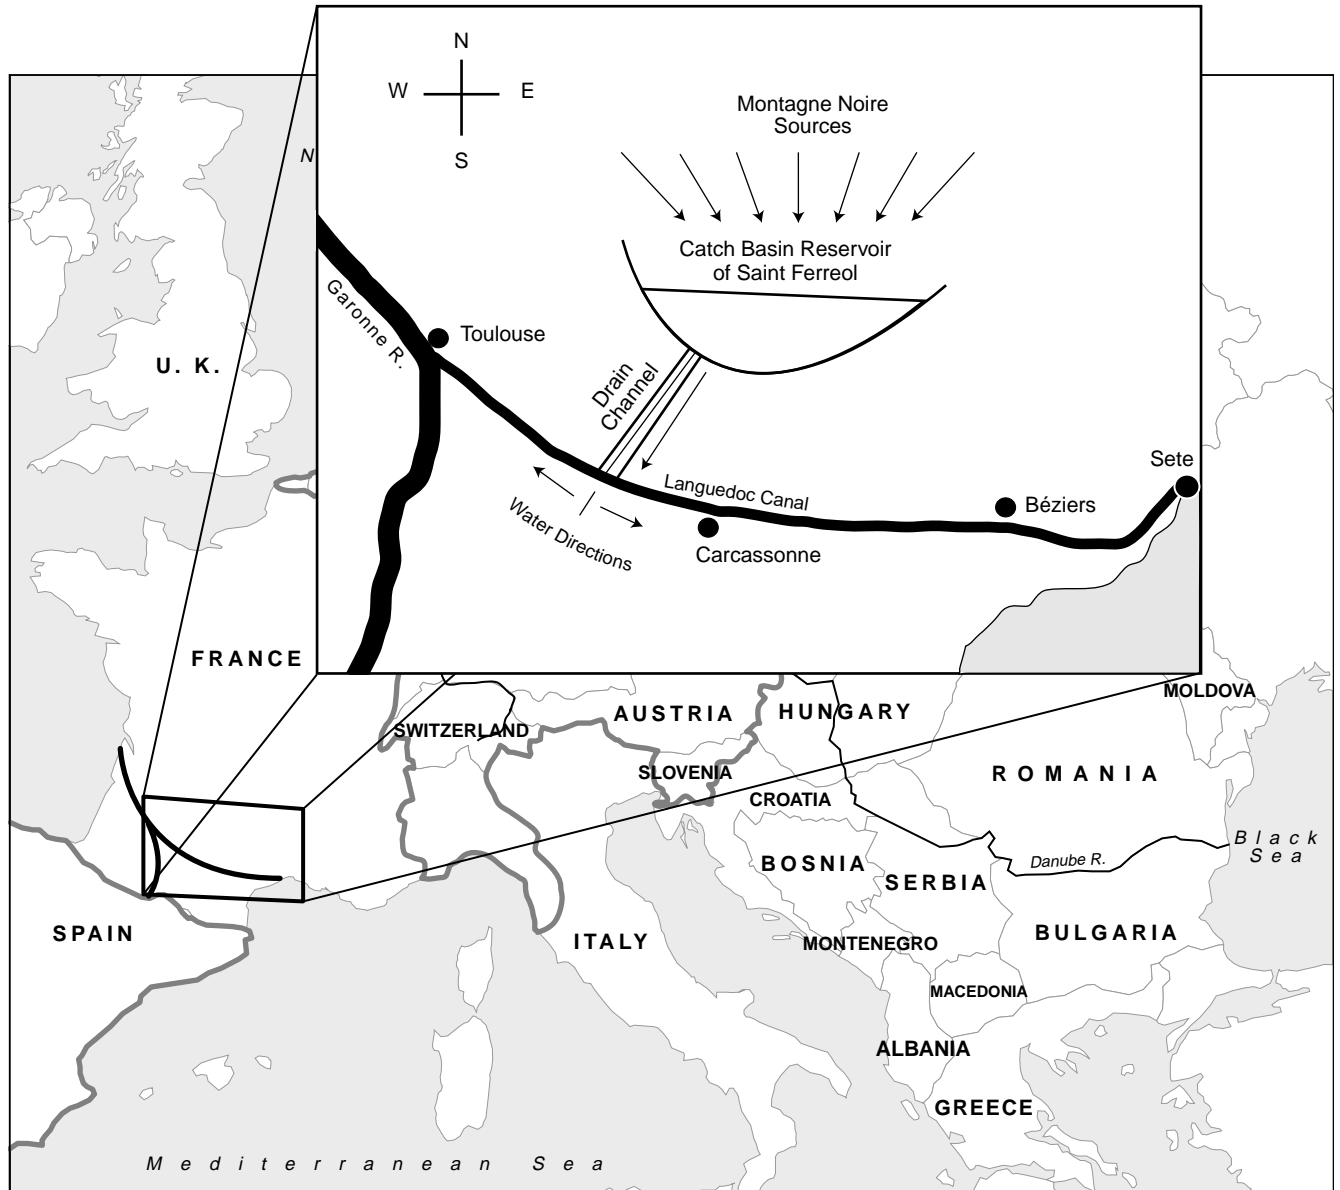 N
W E
S
Montagne Noire
Sources
Catch Basin Reservoir
of Saint Ferreol
N
Garonne R.
Toulouse
Drain
Channel
U. K.
Languedoc Canal
Water Directions
Sete
Béziers
Carcassonne
FRANCE
MOLDOVA
AUSTRIA
HUNGARY
SWITZERLAND
SLOVENIA
ROMANIA
CROATIA
Black
Sea
Danube R.
BOSNIA
SERBIA
SPAIN
ITALY
MONTENEGRO
BULGARIA
MACEDONIA
ALBANIA
GREECE
Mediterranean Sea